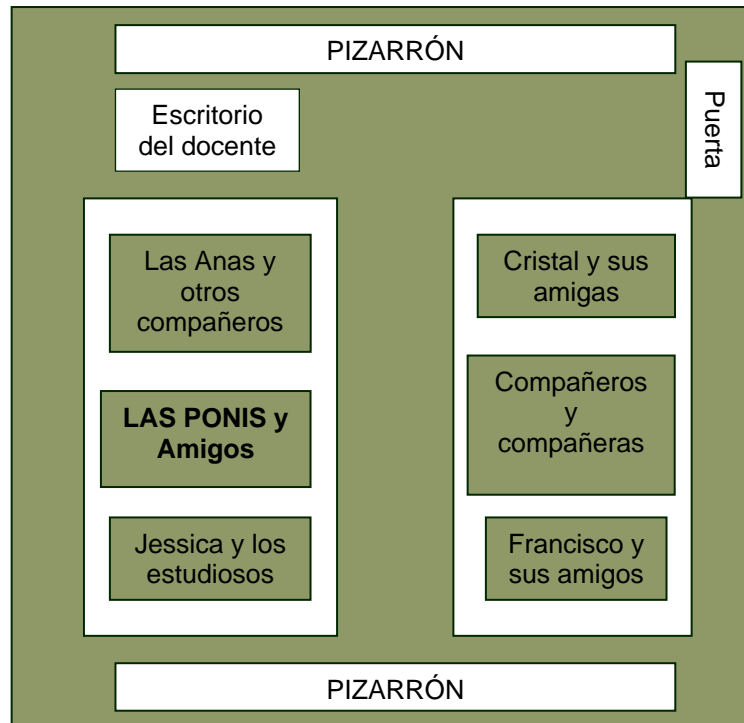 PIZARRÓN
Escritorio
del docente
Puerta
Las Anas y
otros
compañeros
LAS PONIS y
Amigos
Jessica y los
estudiosos
Cristal y sus
amigas
Compañeros
y
compañeras
Francisco y
sus amigos
PIZARRÓN